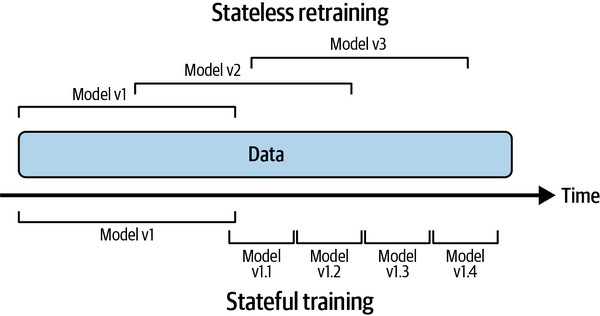 Stateless retraining
Model v3
Model v2
Model v1
Data
Time
Model v1
Model
v1.1
Model
v1.2
Model
v1.3
Model
v1.4
Stateful training